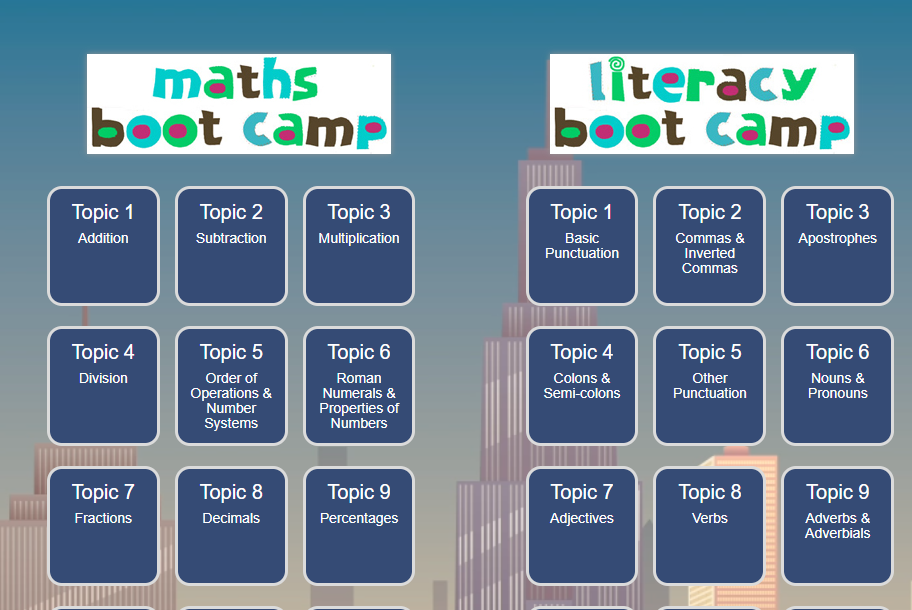 maths
boot camp
Topic 1
Addition
Topic 2
Subtraction
Topic 3
Multiplication
Topic 4
Division
Topic 5
Order of
Operations &
Number
Systems
Topic 6
Roman
Numerals &
Properties of
Numbers
Topic 7
Fractions
Topic 8
Decimals
Topic 9
Percentages
literacy
boot camp
Topic 1
Basic
Punctuation
Topic 2
Commas &
Inverted
Commas
Topic 3
Apostrophes
Topic 4
Colons &
Semi-colons
Topic 5
Other
Punctuation
Topic 6
Nouns &
Pronouns
Topic 7
Adjectives
Topic 8
Verbs
Topic 9
Adverbs &
Adverbials